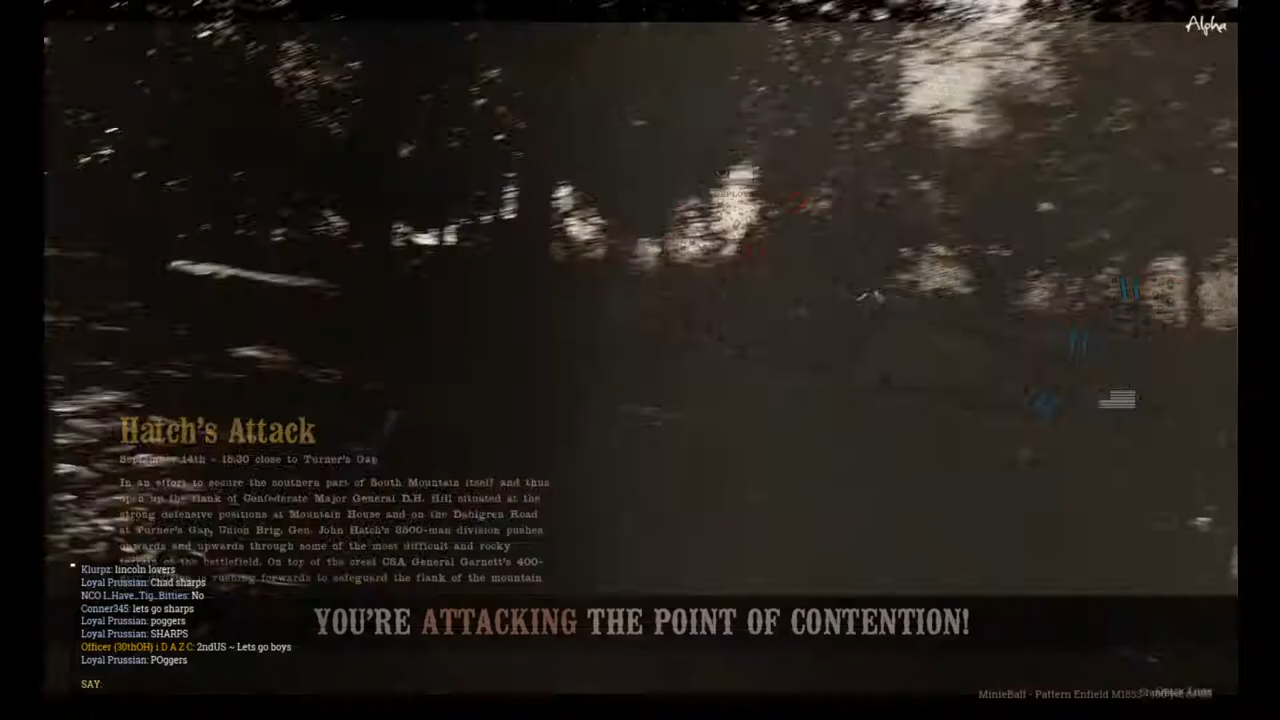 Alpha
Hatch's Attack
September 14th - 15:30 close to Turner's Gap
In an effort to secure the southern part of South Mountain itself and thus
open up the flank of Confederate Major General D.H. Hill situated at the
strong defensive positions at Mountain House and on the Dahlgren Road
at Turner's Gap, Union Brig. Gen. John Hatch's 3500-man division pushes
onwards and upwards through some of the most difficult and rocky
terrain of the battlefield. On top of the crest CSA General Garnett's 400-
is rushing forwards to safeguard the flank of the mountain
Klurpz: lincoln lovers
Loyal Prussian: Chad sharps
NCO I_Have_Tig_Bitties: No
Conner345: lets go sharps
Loyal Prussian: poggers
Loyal Prussian: SHARPS
Officer (30thOH) i D A Z C: 2ndUS ~ Lets go boys
Loyal Prussian: POggers
SAY:
YOU'RE ATTACKING THE POINT OF CONTENTION!
MinieBall - Pattern Enfield M1853